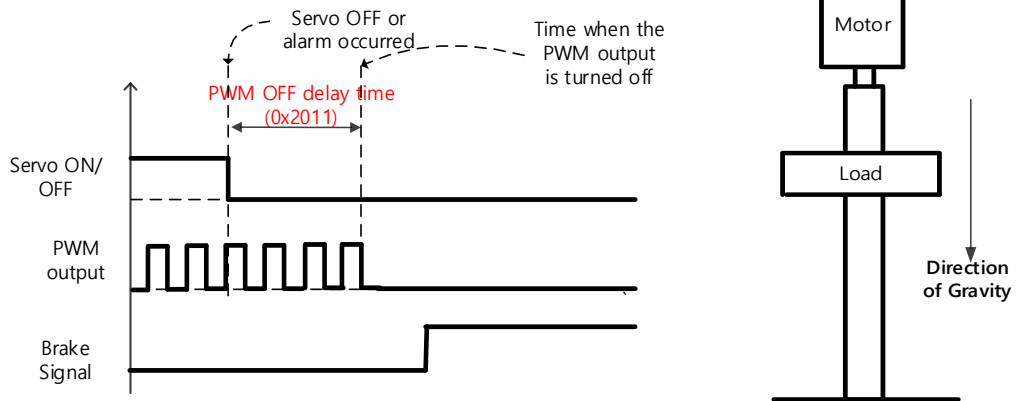 Servo OFF or
alarm occurred
Time when the
PWM output
is turned off
PWM OFF delay time
(0x2011)
Servo ON/
OFF
PWM
output
Brake
Signal
Motor
Load
Direction
of Gravity